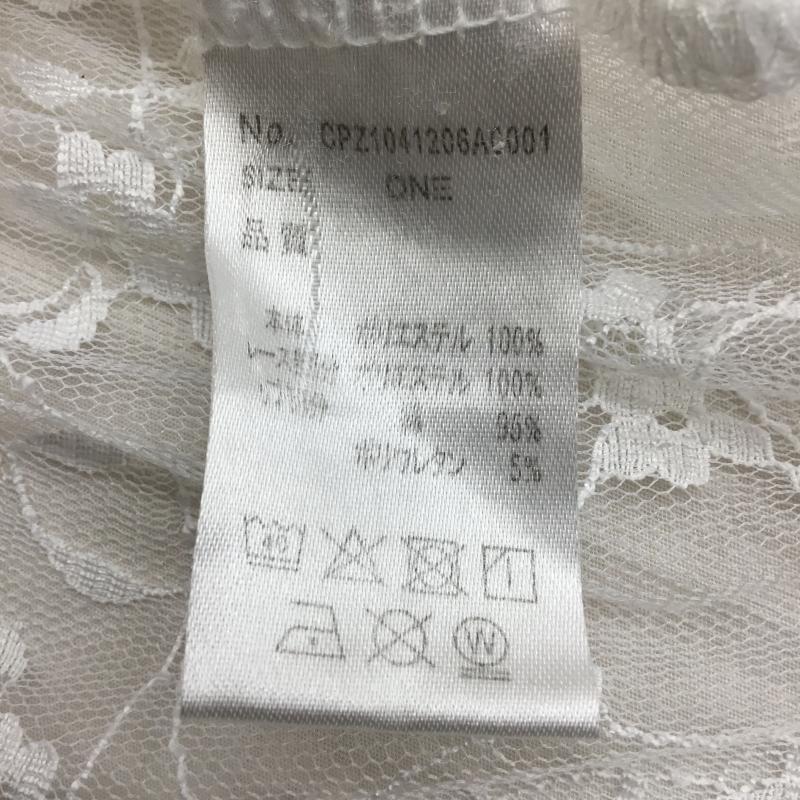 No. CPZ1041206AC001
SIZE ONE
品質
本体 ポリエステル 100%
レース部分 ポリエステル 100%
リブ部分 綿 95%
ポリウレタン 5%
40
W